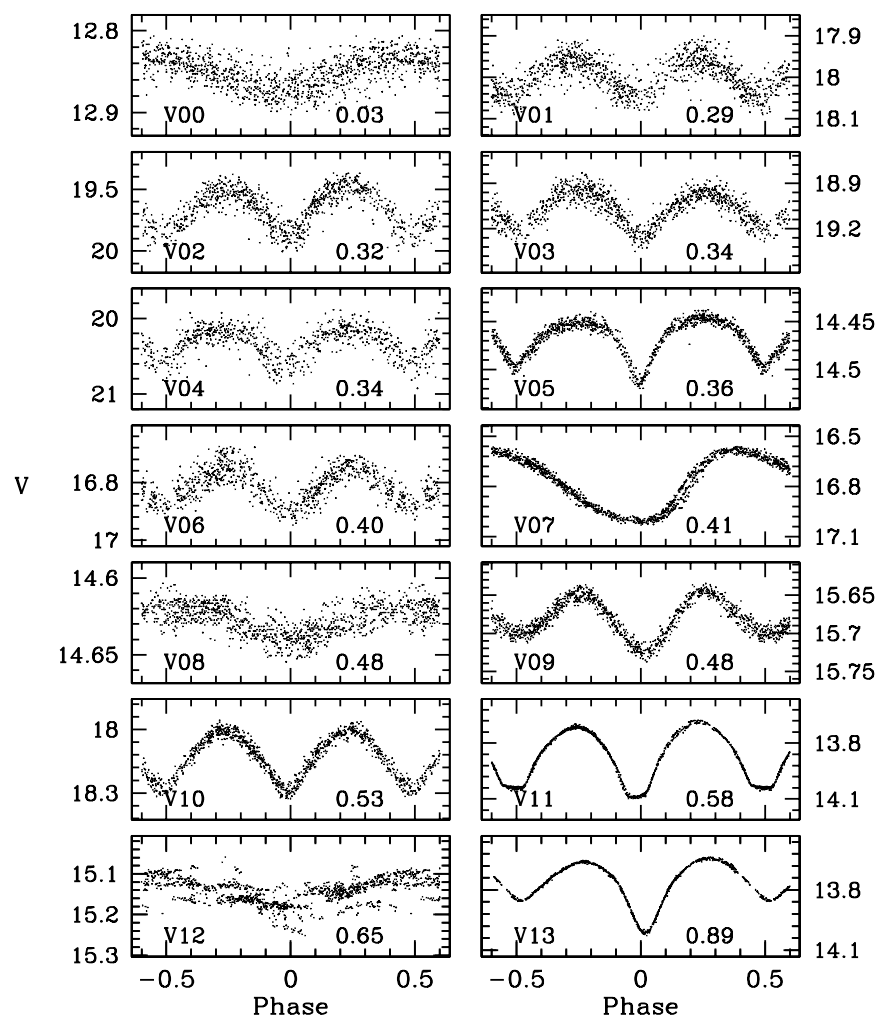 12.8
12.9
V00 0.03
17.9
18
18.1
V01 0.29
19.5
20
V02 0.32
18.9
19.2
V03 0.34
20
21
V04 0.34
14.45
14.5
V05 0.36
V
16.8
17
V06 0.40
16.5
16.8
17.1
V07 0.41
14.6
14.65
V08 0.48
15.65
15.7
15.75
V09 0.48
18
18.3
V10 0.53
13.8
14.1
V11 0.58
15.1
15.2
15.3
V12 0.65
13.8
14.1
V13 0.89
−0.5 0 0.5
−0.5 0 0.5
Phase
Phase